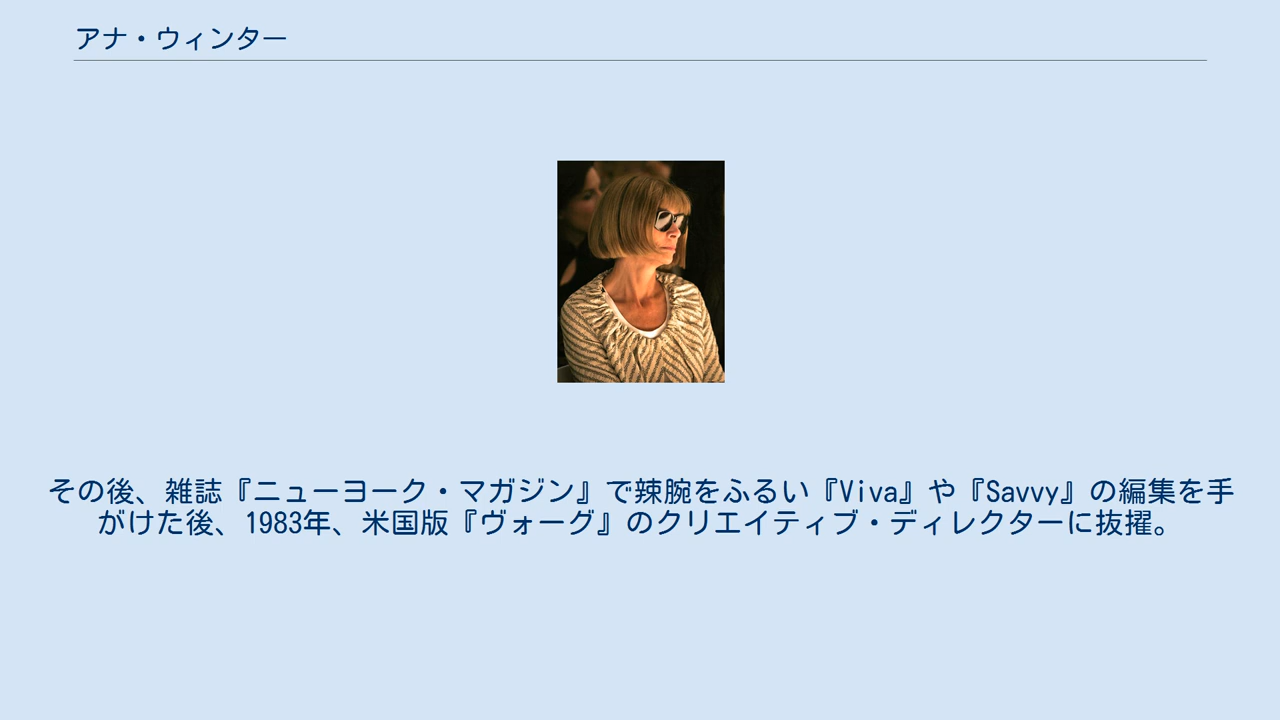 アナ・ウィンター
その後、雑誌『ニューヨーク・マガジン』で辣腕をふるい『Viva』や『Savvy』の編集を手
がけた後、1983年、米国版『ヴォーグ』のクリエイティブ・ディレクターに抜擢。